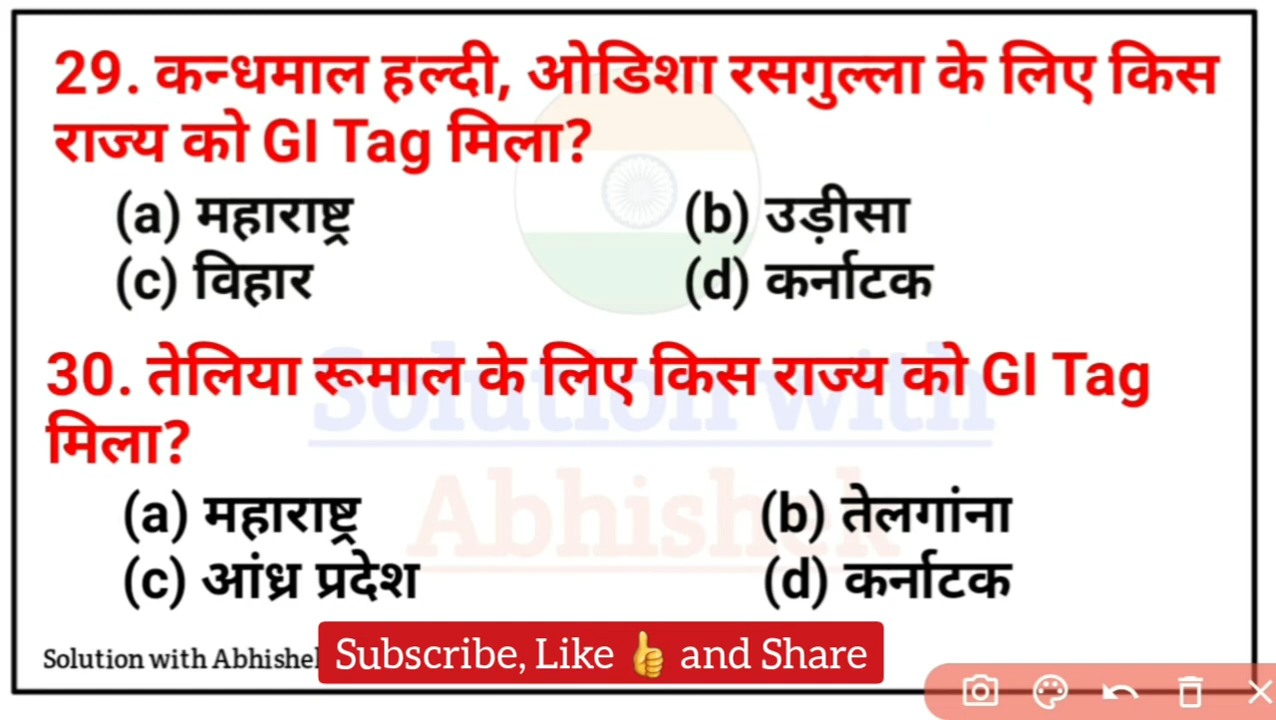 29. कन्धमाल हल्दी, ओडिशा रसगुल्ला के लिए किस
राज्य को GI Tag मिला?
(a) महाराष्ट्र (b) उड़ीसा
(c) विहार (d) कर्नाटक
30. तेलिया रूमाल के लिए किस राज्य को GI Tag
मिला?
(a) महाराष्ट्र (b) तेलगांना
(c) आंध्र प्रदेश (d) कर्नाटक
Solution with
Abhishek
Solution with Abhishel
Subscribe, Like 👍 and Share